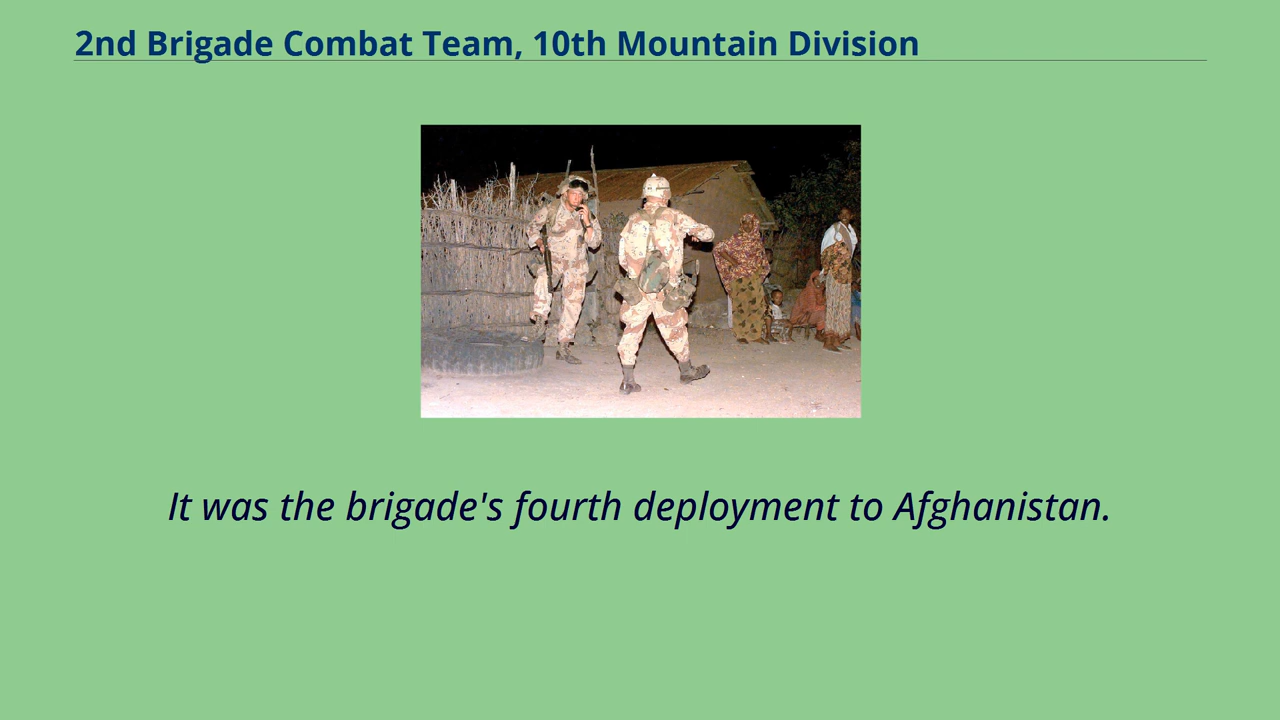 2nd Brigade Combat Team, 10th Mountain Division
It was the brigade's fourth deployment to Afghanistan.